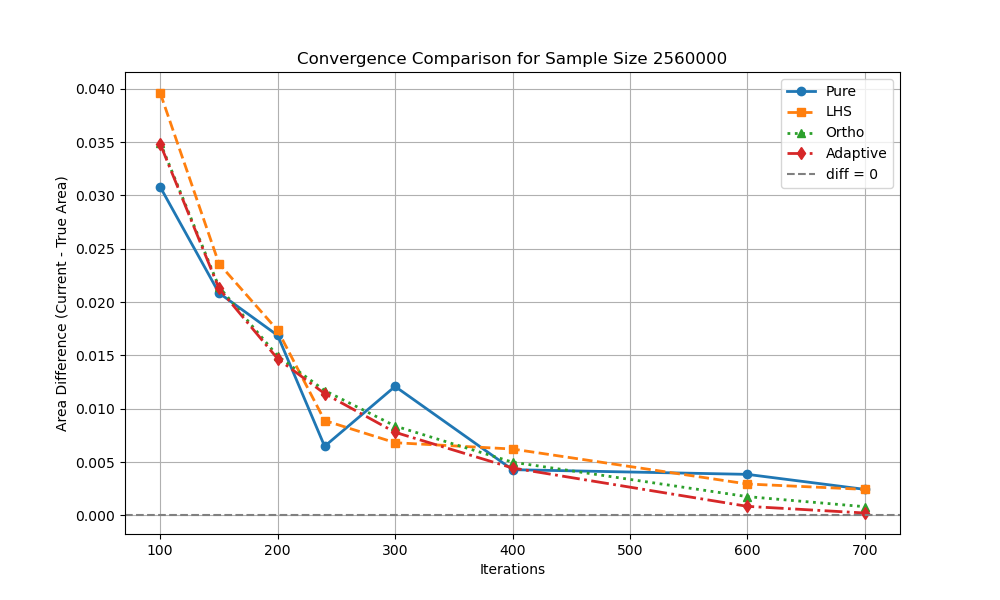 Convergence Comparison for Sample Size 2560000
Area Difference (Current - True Area)
0.040
0.035
0.030
0.025
0.020
0.015
0.010
0.005
0.000
Pure
LHS
Ortho
Adaptive
diff = 0
100 200 300 400 500 600 700
Iterations